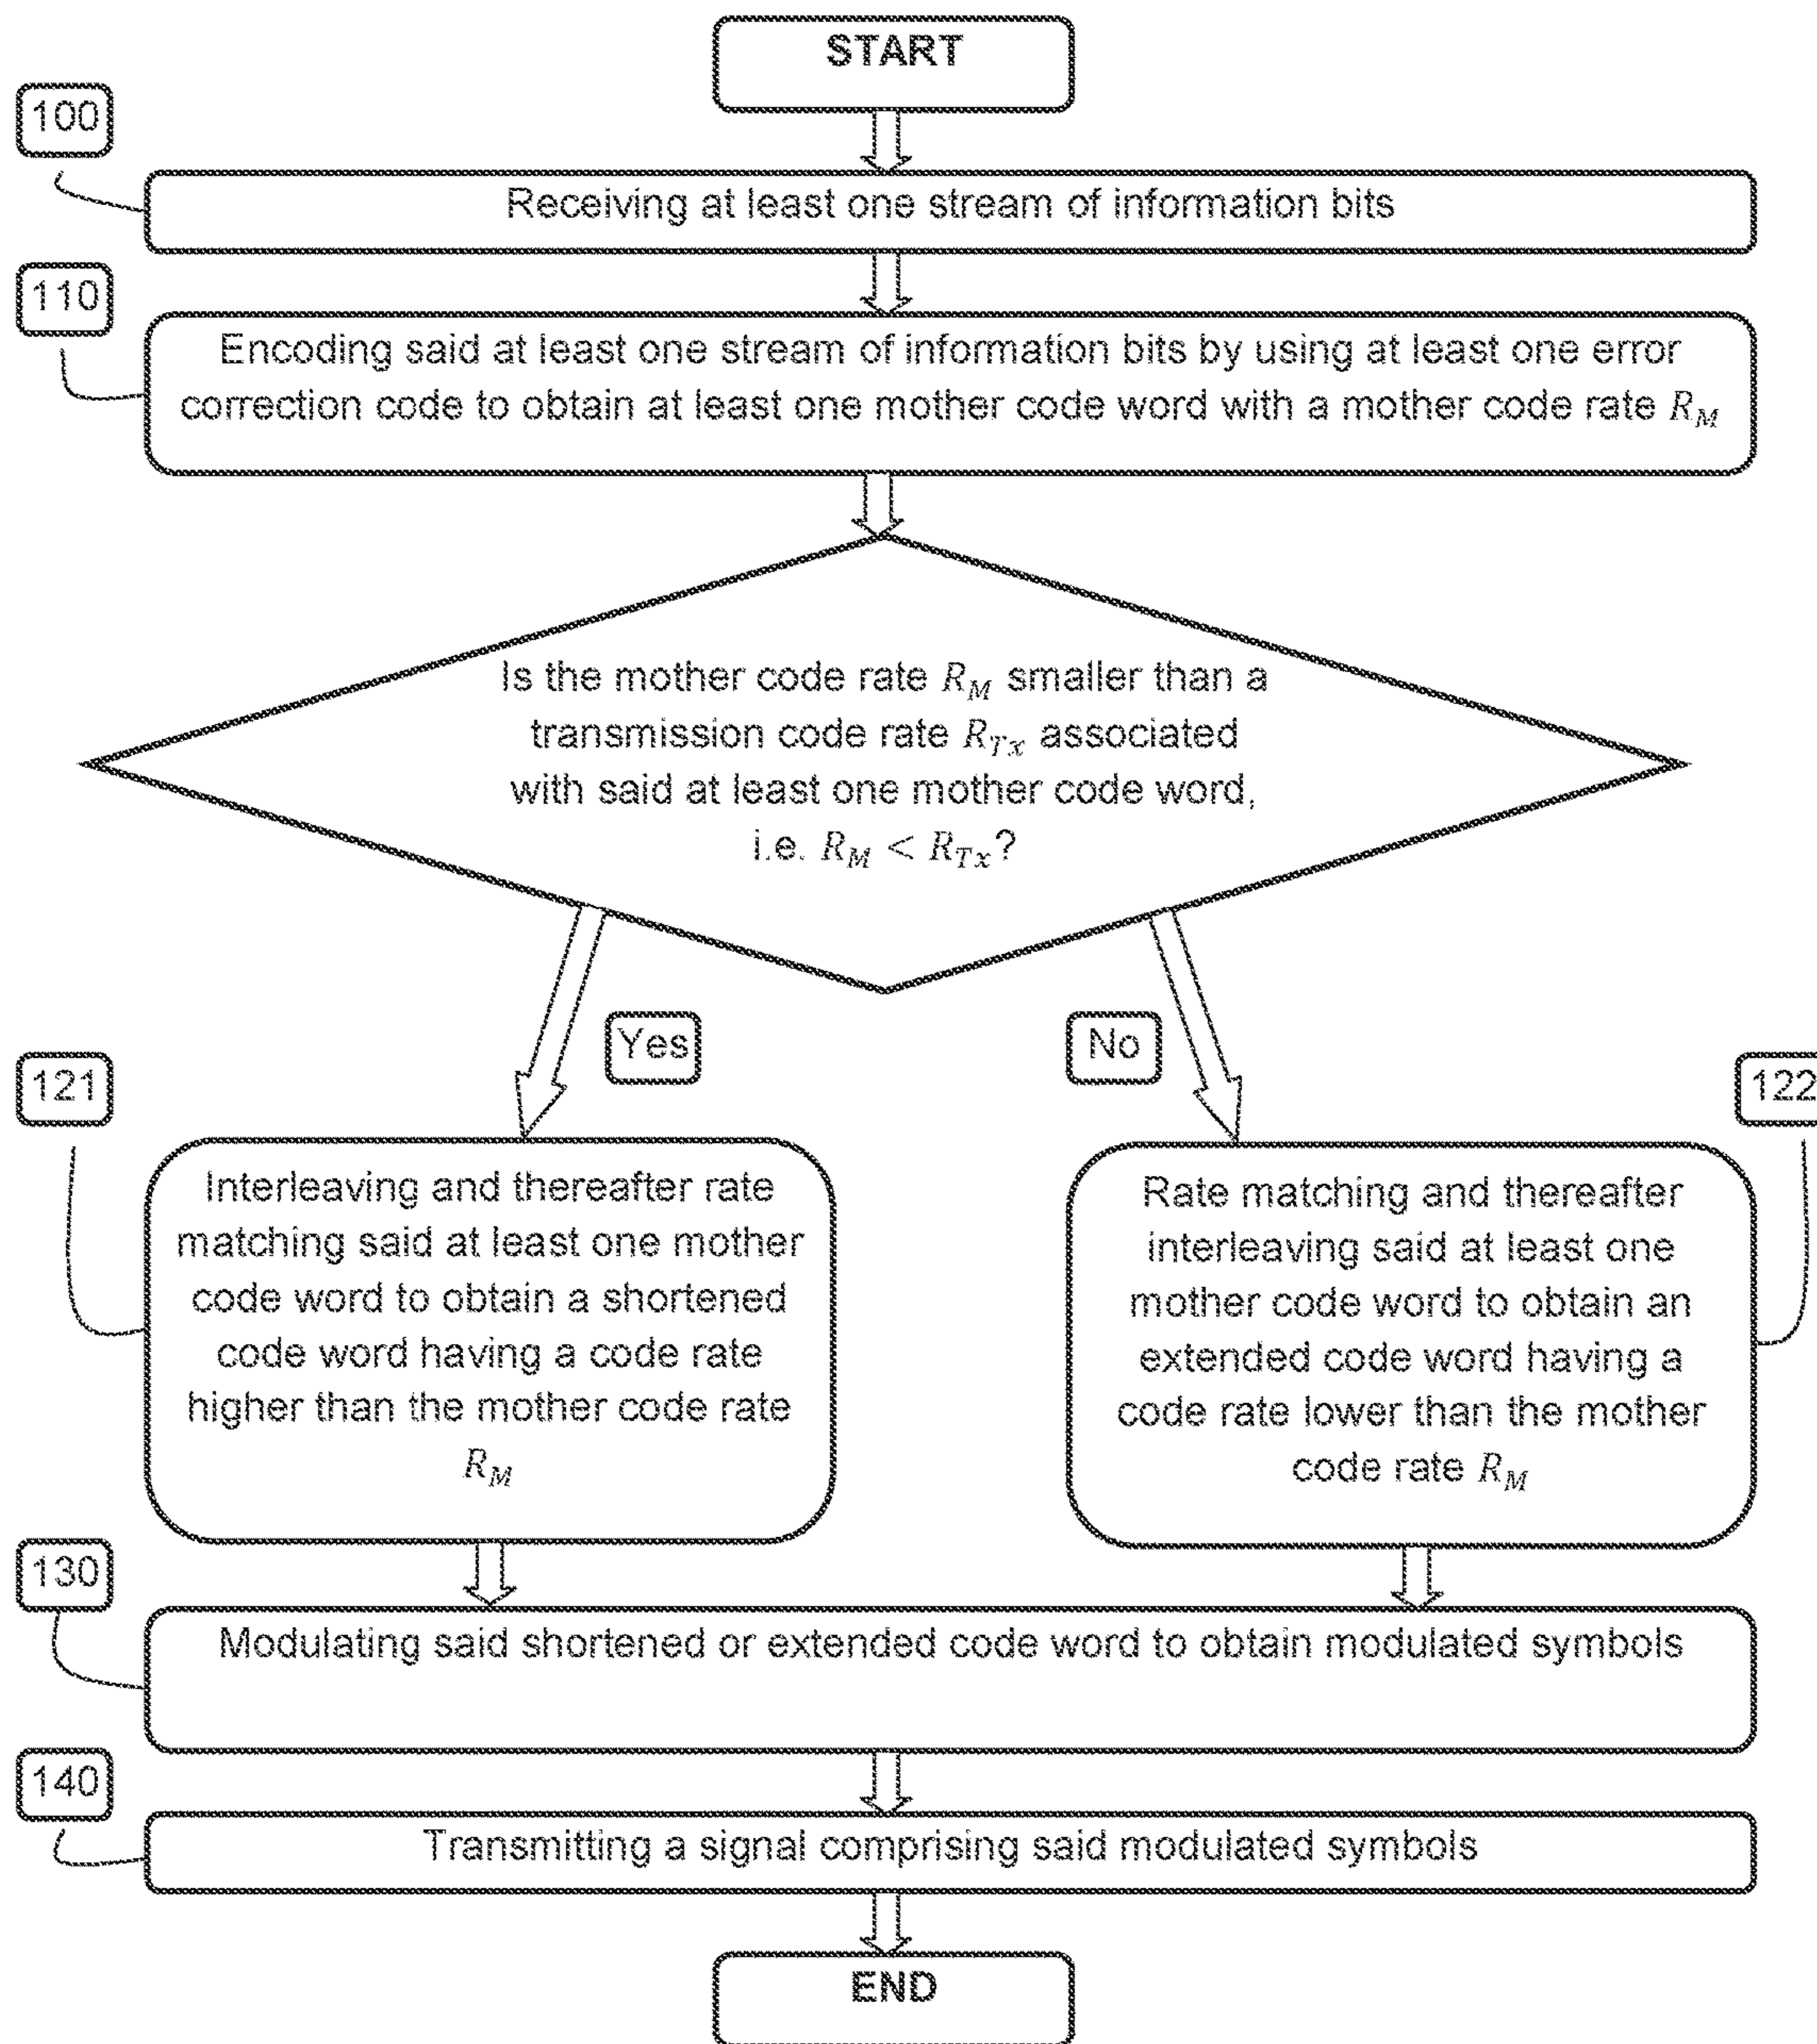 START
100
Receiving at least one stream of information bits
110
Encoding said at least one stream of information bits by using at least one error
correction code to obtain at least one mother code word with a mother code rate R_M
Is the mother code rate R_M smaller than a
transmission code rate R_Tx associated
with said at least one mother code word,
i.e. R_M < R_Tx?
Yes
No
121
122
Interleaving and thereafter rate
matching said at least one mother
code word to obtain a shortened
code word having a code rate
higher than the mother code rate
R_M
Rate matching and thereafter
interleaving said at least one
mother code word to obtain an
extended code word having a
code rate lower than the mother
code rate R_M
130
Modulating said shortened or extended code word to obtain modulated symbols
140
Transmitting a signal comprising said modulated symbols
END